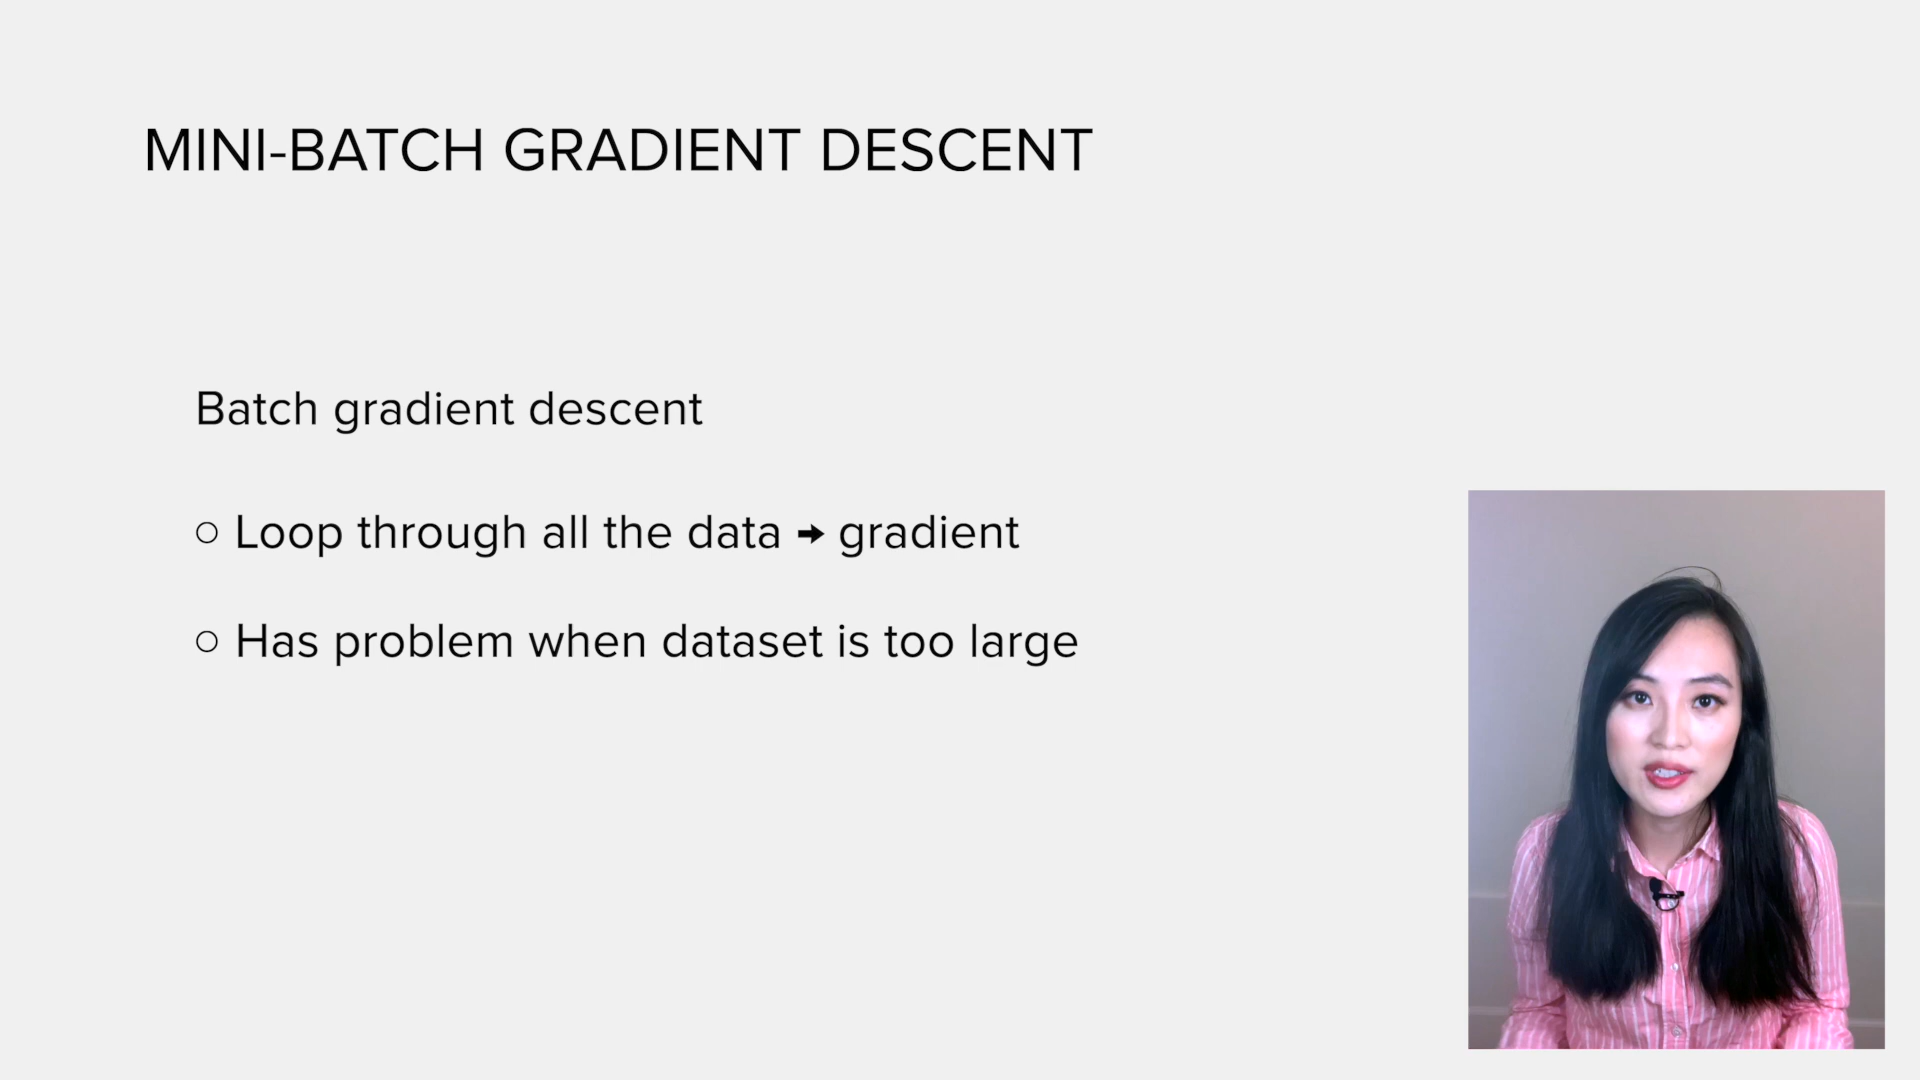 MINI-BATCH GRADIENT DESCENT
Batch gradient descent
○ Loop through all the data → gradient
○ Has problem when dataset is too large